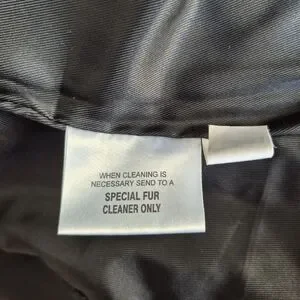 WHEN CLEANING IS
NECESSARY SEND TO A
SPECIAL FUR
CLEANER ONLY